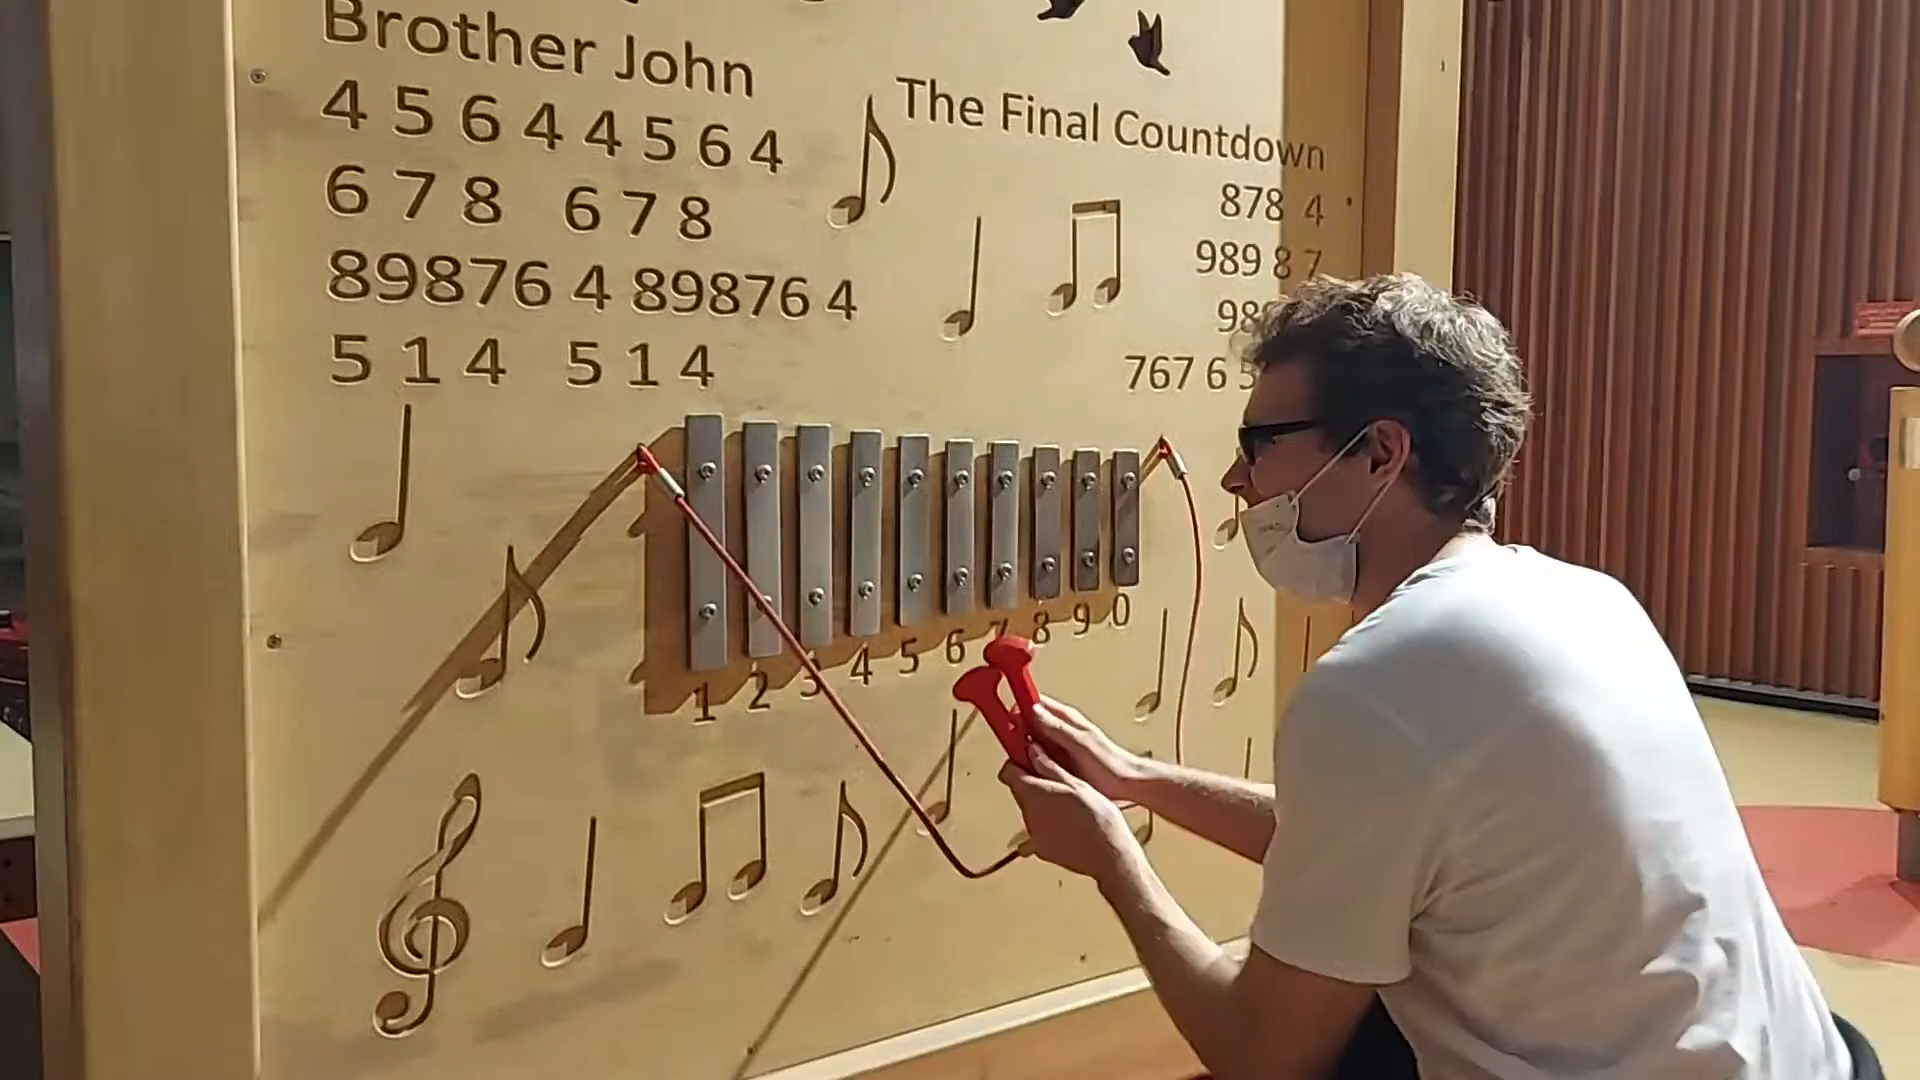 Brother John
4 5 6 4 4 5 6 4
6 7 8 6 7 8
89876 4 89876 4
5 1 4 5 1 4
The Final Countdown
878 4
989 8 7
98
767 6 5
1 2 3 4 5 6 7 8 9 0